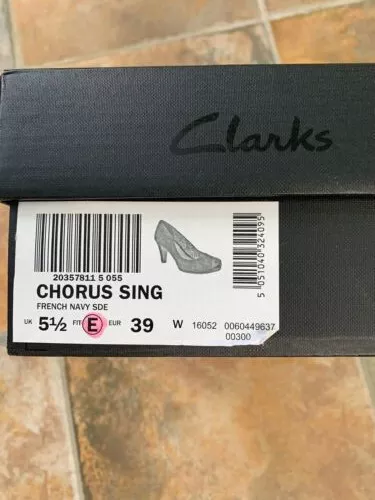 Clarks
20357811 5 055
5 051040 324095
CHORUS SING
FRENCH NAVY SDE
UK 5½ FIT E EUR 39 W 16052 0060449637
00300